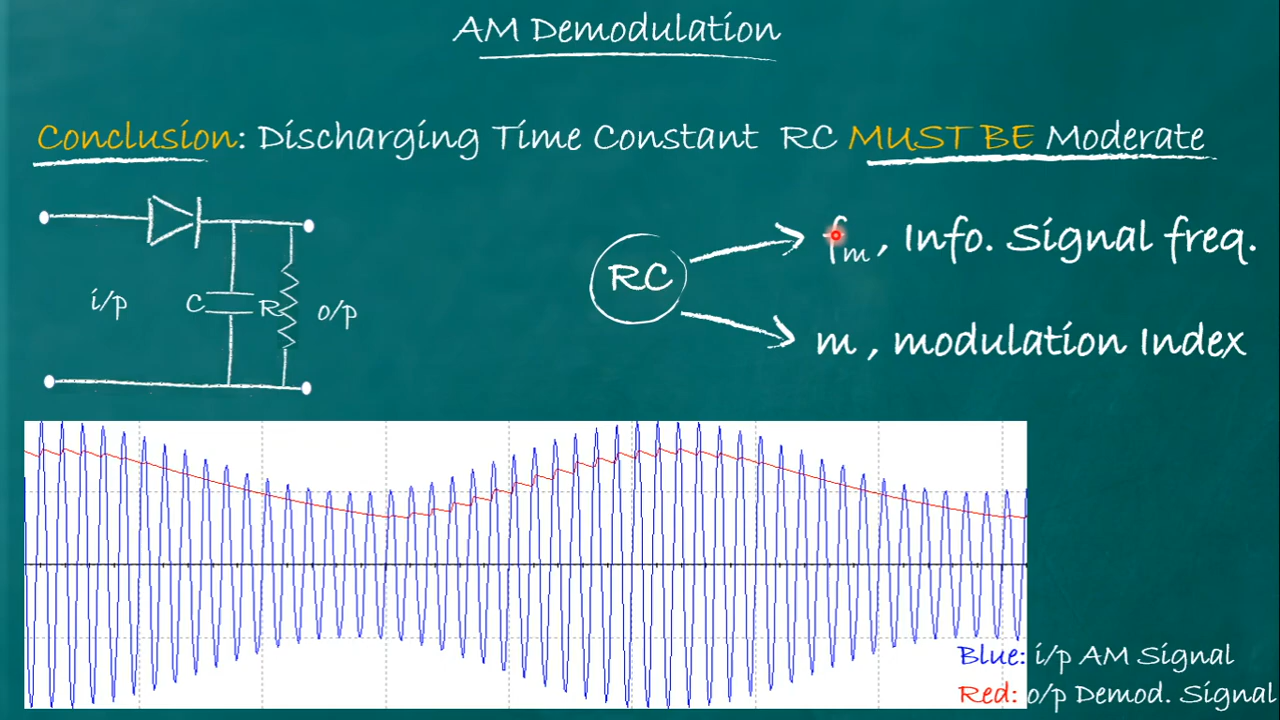 AM Demodulation
Conclusion: Discharging Time Constant RC MUST BE Moderate
i/p
C
R
o/p
RC
fm, Info. Signal freq.
m, modulation Index
Blue: i/p AM Signal
Red: o/p Demod. Signal